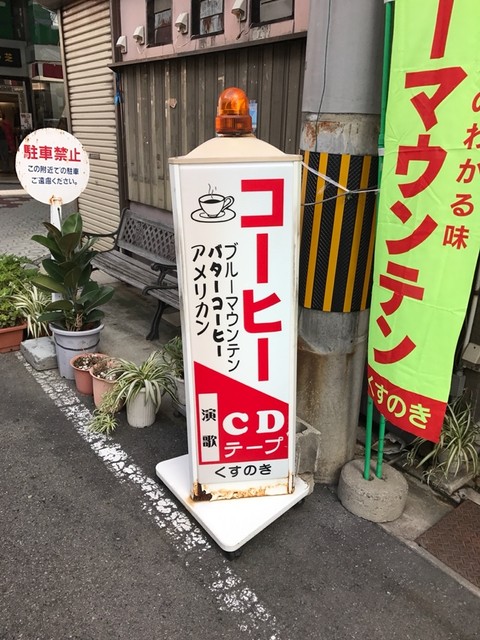 駐車禁止
この附近での駐車
ご遠慮ください。
コーヒー
ブルーマウンテン
バターコーヒー
アメリカン
演歌
CD
テープ
くすのき
ーマウンテン
のわかる味
くすのき